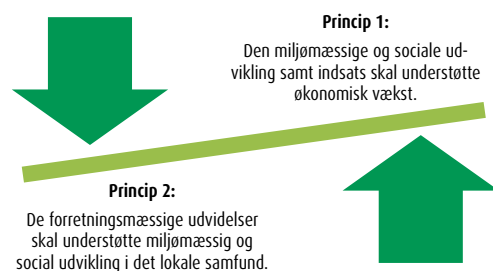 Princip 1:
Den miljømæssige og sociale ud-
vikling samt indsats skal understøtte
økonomisk vækst.
Princip 2:
De forretningsmæssige udvidelser
skal understøtte miljømæssig og
social udvikling i det lokale samfund.